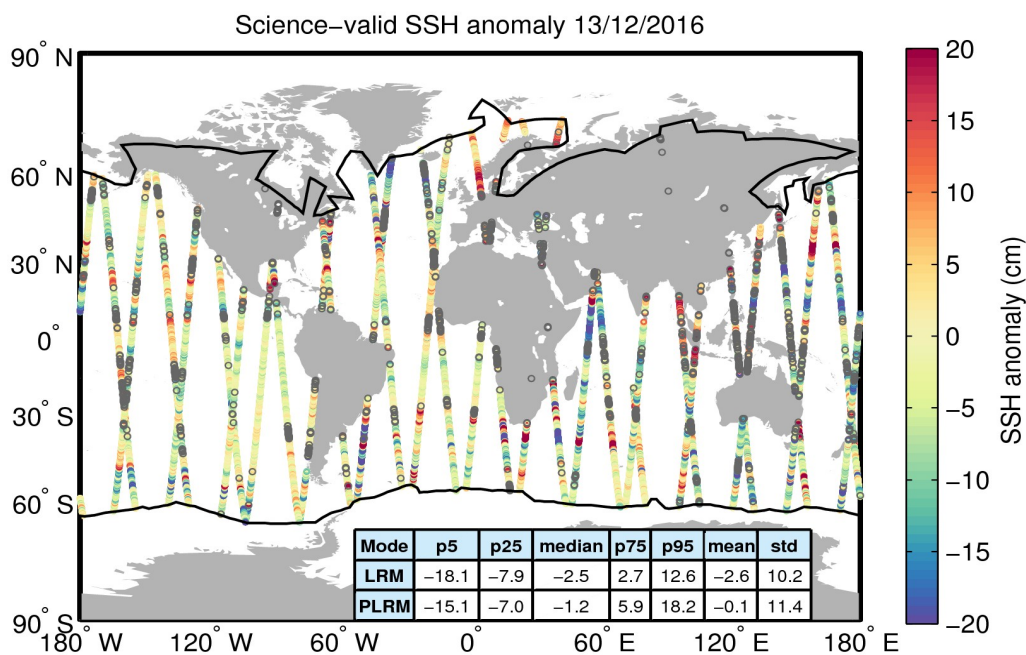 Science−valid SSH anomaly 13/12/2016
90° N
60° N
30° N
0°
30° S
60° S
90° S
180° W
120° W
60° W
0°
60° E
120° E
180° E
Mode p5 p25 median p75 p95 mean std
LRM −18.1 −7.9 −2.5 2.7 12.6 −2.6 10.2
PLRM −15.1 −7.0 −1.2 5.9 18.2 −0.1 11.4
20
15
10
5
0
−5
−10
−15
−20
SSH anomaly (cm)